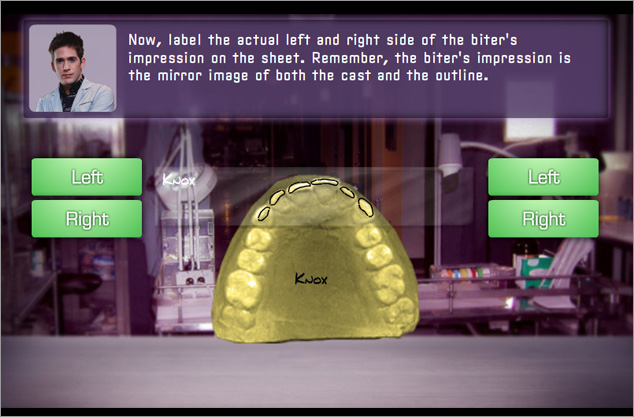 Now, label the actual left and right side of the biter's
impression on the sheet. Remember, the biter's impression is
the mirror image of both the cast and the outline.
Left
Knox
Left
Right
Right
Knox